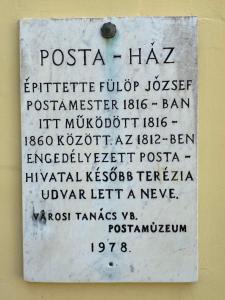 POSTA - HÁZ
ÉPITTETTE FÜLÖP JÓZSEF
POSTAMESTER 1816 - BAN
ITT MŰKÖDÖTT 1816 -
1860 KÖZÖTT. AZ 1812-BEN
ENGEDÉLYEZETT POSTA -
HIVATAL KÉSŐBB TERÉZIA
UDVAR LETT A NEVE.
VÁROSI TANÁCS VB.
POSTAMÚZEUM
1978.